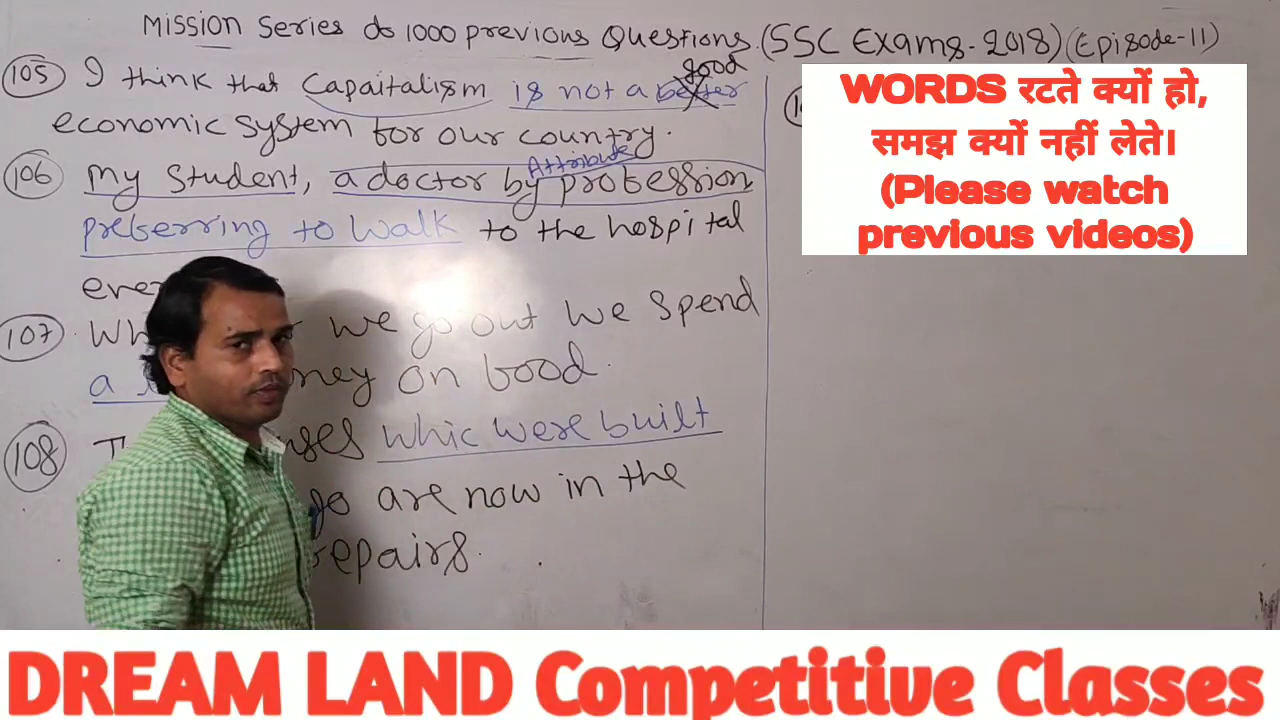 Mission Series of 1000 previous Questions.(SSC Exams-2018)(Episode-11)
good
(105) I think that Capaitalism is not a better
economic system for our country.
Attribute
(106) My Student, a doctor by profession
preferring to walk to the hospital
(107) we go out we spend
a on food.
(108) whic were built
are now in the
repairs.
WORDS रटते क्यों हो,
समझ क्यों नहीं लेते।
(Please watch
previous videos)
DREAM LAND Competitive Classes